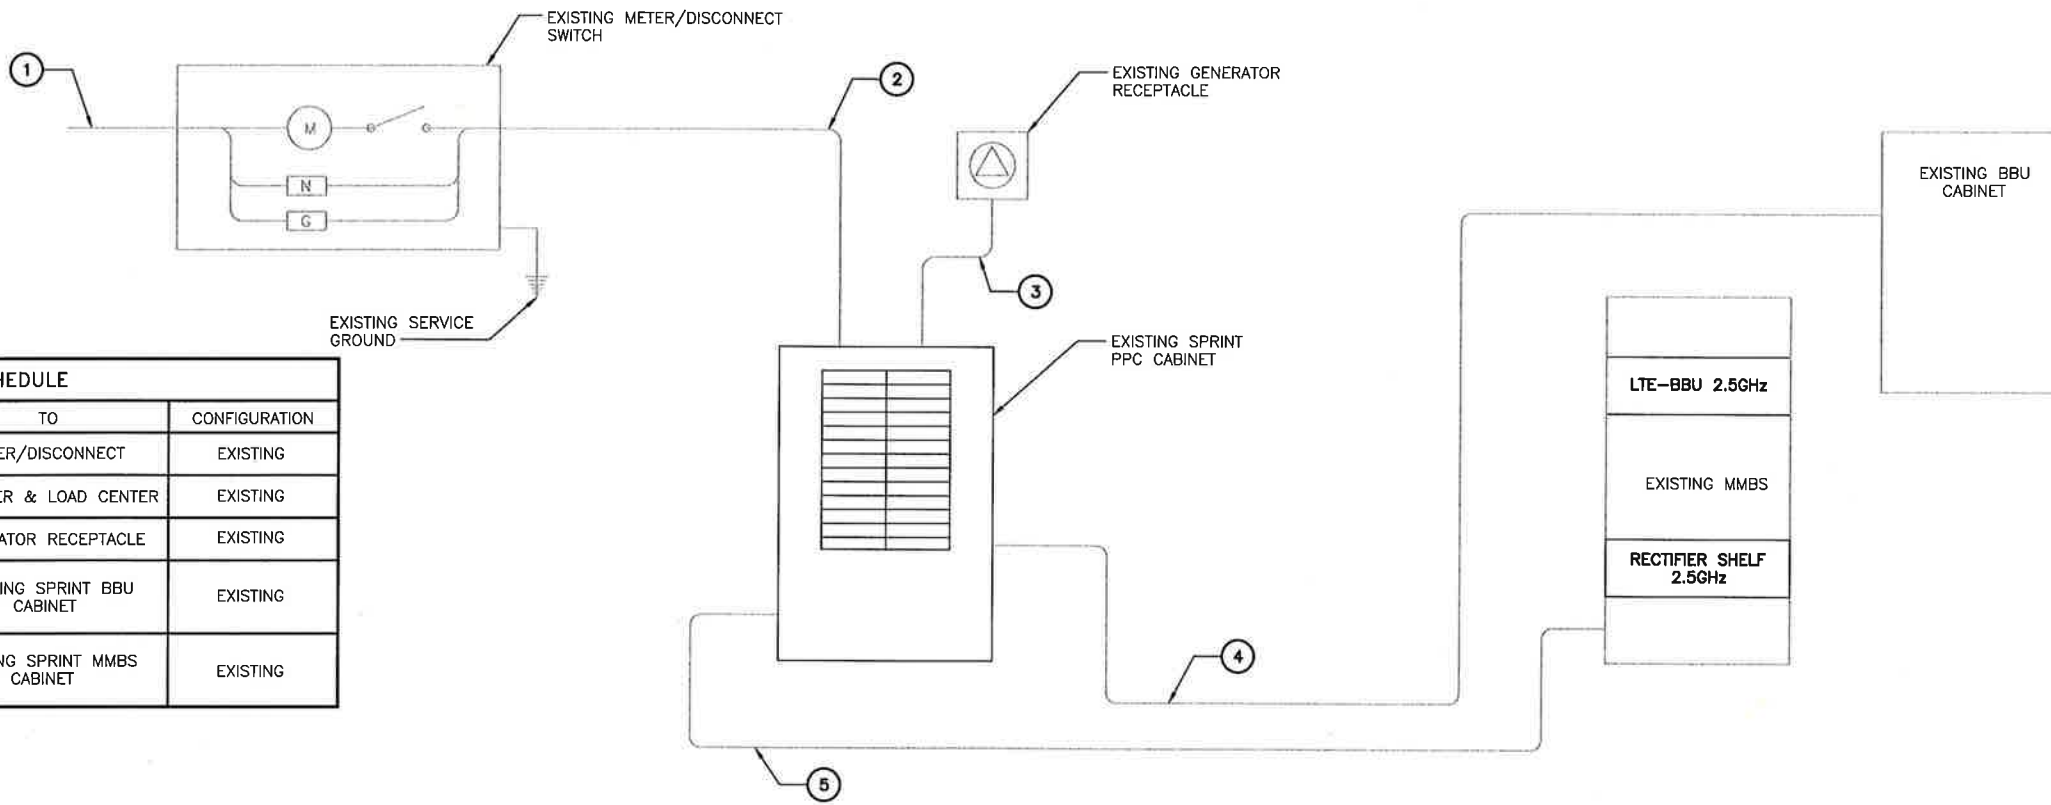 EXISTING METER/DISCONNECT
SWITCH
1
2
M
N
G
EXISTING GENERATOR
RECEPTACLE
3
EXISTING SERVICE
GROUND
EXISTING SPRINT
PPC CABINET
EXISTING BBU
CABINET
LTE-BBU 2.5GHz
EXISTING MMBS
RECTIFIER SHELF
2.5GHz
4
5
HEDULE
TO CONFIGURATION
ER/DISCONNECT EXISTING
ER & LOAD CENTER EXISTING
ATOR RECEPTACLE EXISTING
ING SPRINT BBU
CABINET EXISTING
NG SPRINT MMBS
CABINET EXISTING